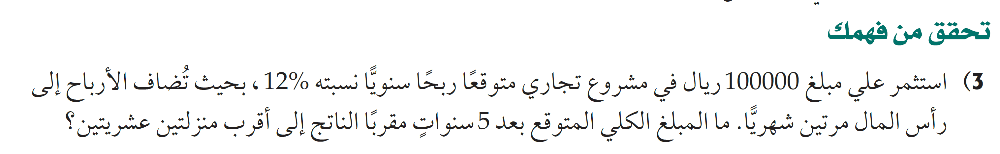 تحقق من فهمك
3) استثمر علي مبلغ 100000 ريال في مشروع تجاري متوقعًا ربحًا سنويًّا نسبته 12%، بحيث تُضاف الأرباح إلى
رأس المال مرتين شهريًّا. ما المبلغ الكلي المتوقع بعد 5 سنواتٍ مقربًا الناتج إلى أقرب منزلتين عشريتين؟